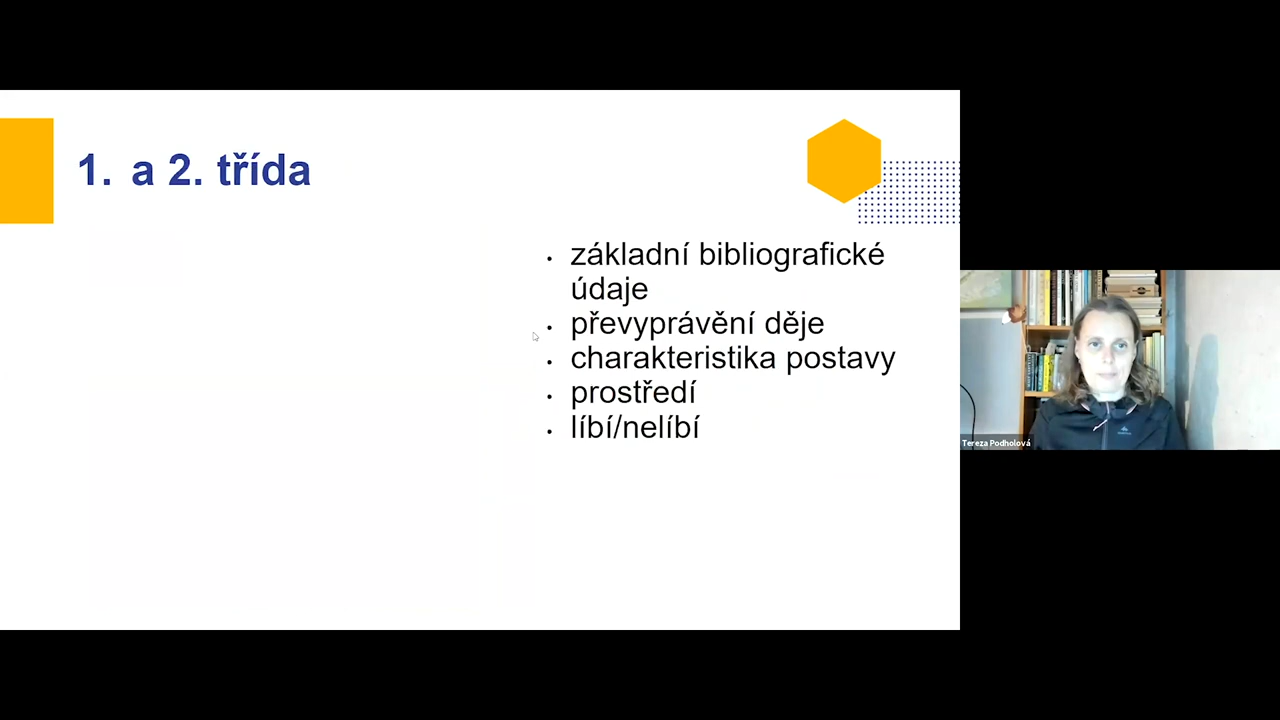 1. a 2. třída
• základní bibliografické
údaje
• převyprávění děje
• charakteristika postavy
• prostředí
• líbí/nelíbí
Tereza Podholová